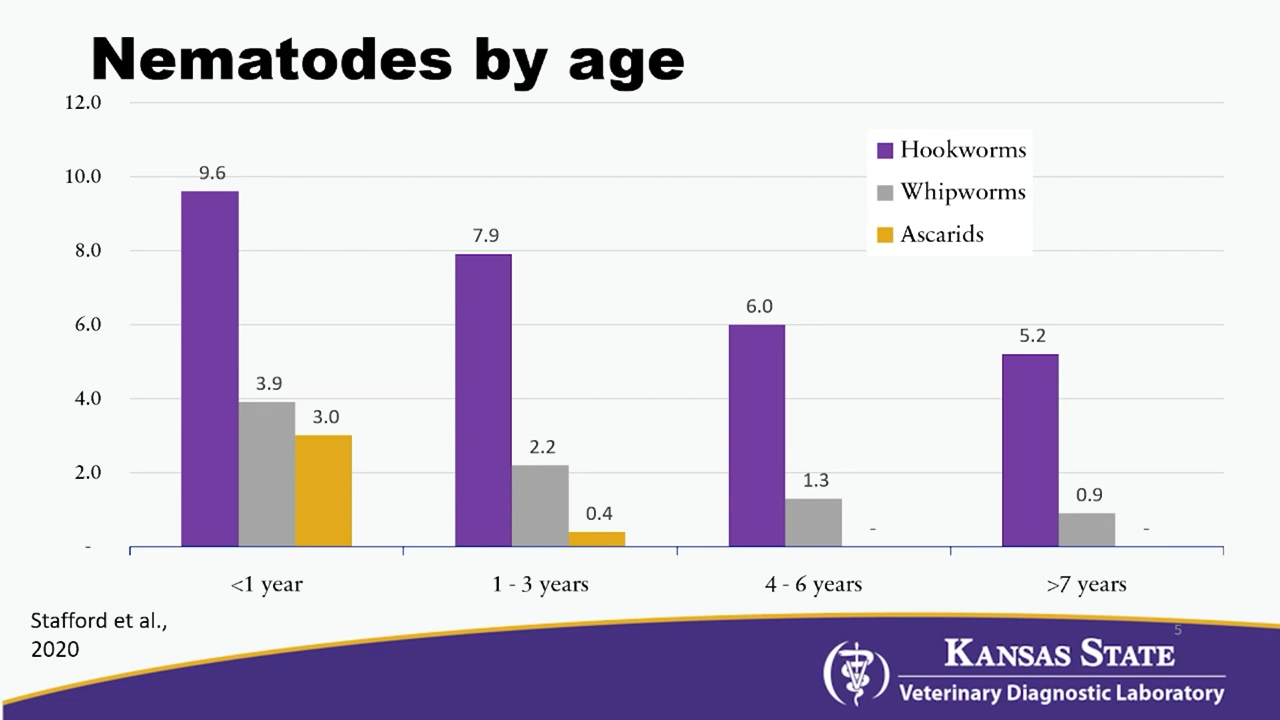 Nematodes by age
12.0
10.0
8.0
6.0
4.0
2.0
-
9.6
3.9
3.0
7.9
2.2
0.4
6.0
1.3
-
5.2
0.9
-
Hookworms
Whipworms
Ascarids
<1 year
1 - 3 years
4 - 6 years
>7 years
Stafford et al.,
2020
5
KANSAS STATE
Veterinary Diagnostic Laboratory